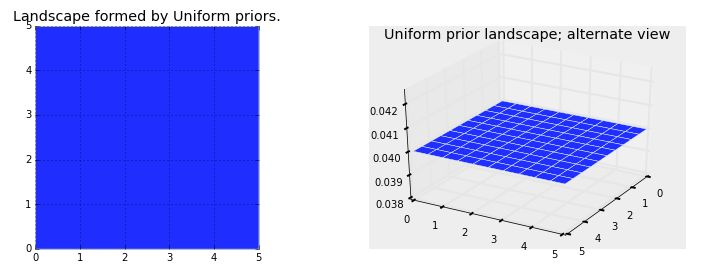 Landscape formed by Uniform priors.
5
4
3
2
1
0
0 1 2 3 4 5
Uniform prior landscape; alternate view
0.042
0.041
0.040
0.039
0.038
0 1 2 3 4 5
5 4 3 2 1 0